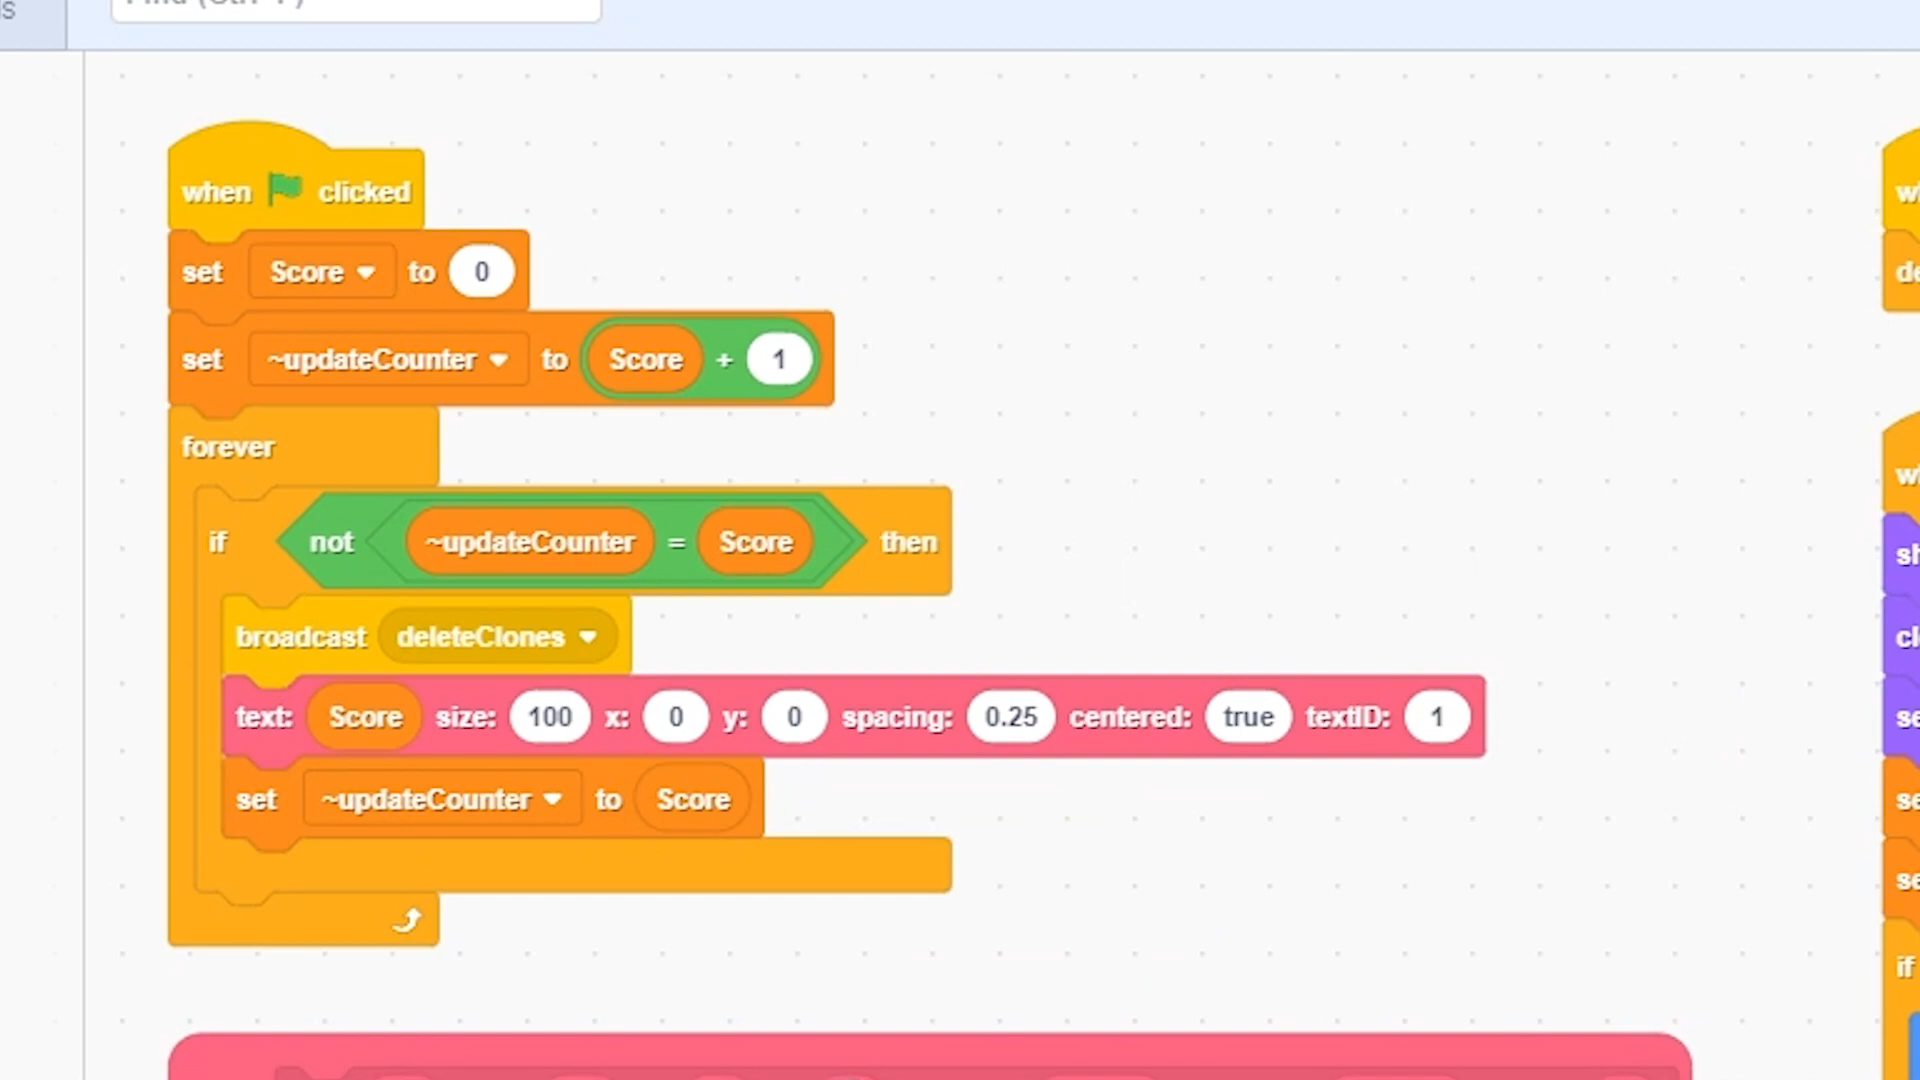 when clicked
set Score to 0
set ~updateCounter to Score + 1
forever
if not ~updateCounter = Score then
broadcast deleteClones
text: Score size: 100 x: 0 y: 0 spacing: 0.25 centered: true textID: 1
set ~updateCounter to Score
if